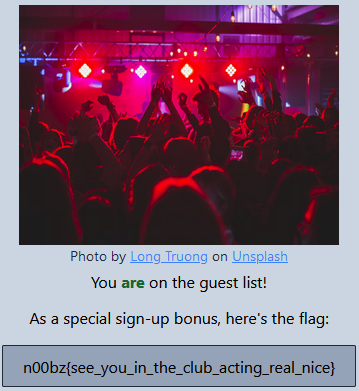 Photo by Long Truong on Unsplash
You are on the guest list!
As a special sign-up bonus, here's the flag:
n00bz{see_you_in_the_club_acting_real_nice}